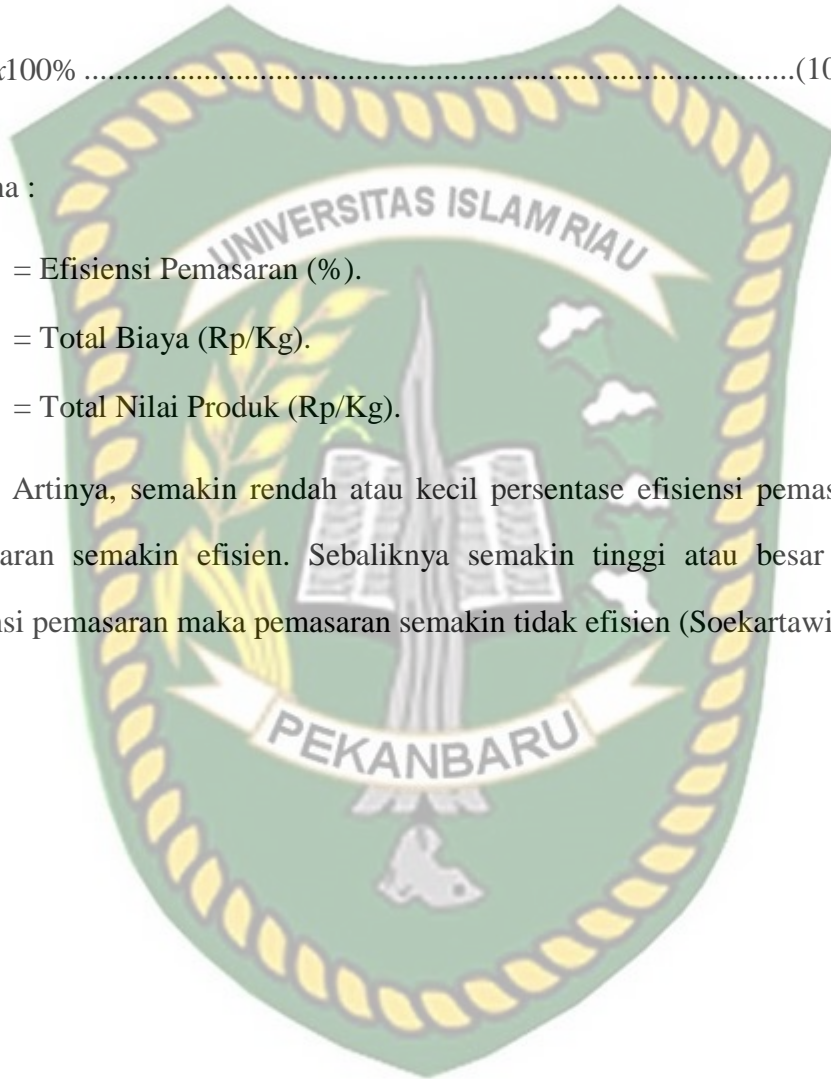 x100% ...........................................................................................................(10
na :
= Efisiensi Pemasaran (%).
= Total Biaya (Rp/Kg).
= Total Nilai Produk (Rp/Kg).
Artinya, semakin rendah atau kecil persentase efisiensi pemas
aran semakin efisien. Sebaliknya semakin tinggi atau besar
nsi pemasaran maka pemasaran semakin tidak efisien (Soekartawi
UNIVERSITAS ISLAM RIAU
PEKANBARU